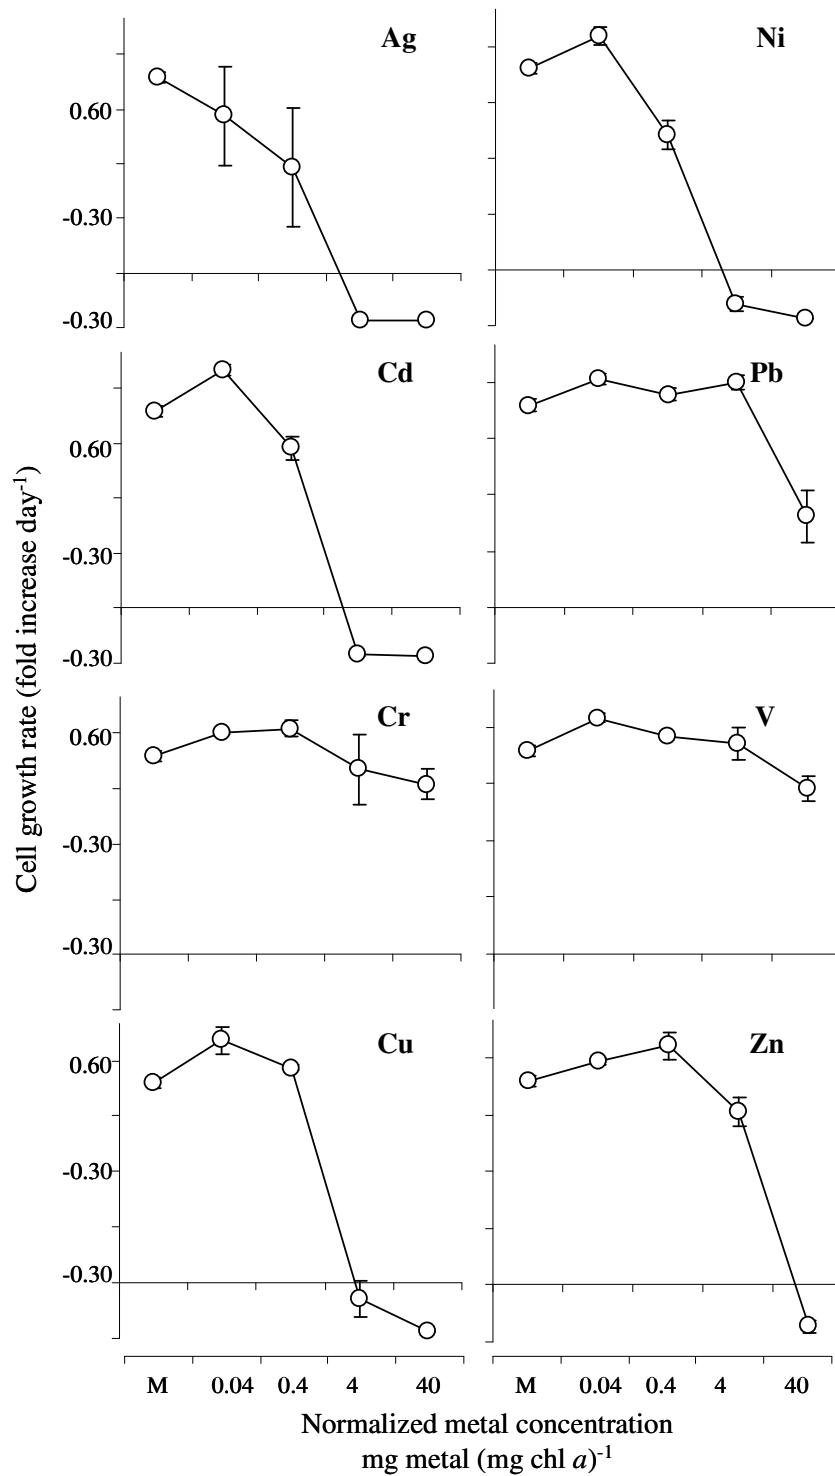 Ag
Ni
0.60
-0.30
-0.30
Cd
Pb
0.60
-0.30
-0.30
Cell growth rate (fold increase day-1)
Cr
V
0.60
-0.30
-0.30
Cu
Zn
0.60
-0.30
-0.30
M 0.04 0.4 4 40
M 0.04 0.4 4 40
Normalized metal concentration
mg metal (mg chl a)-1